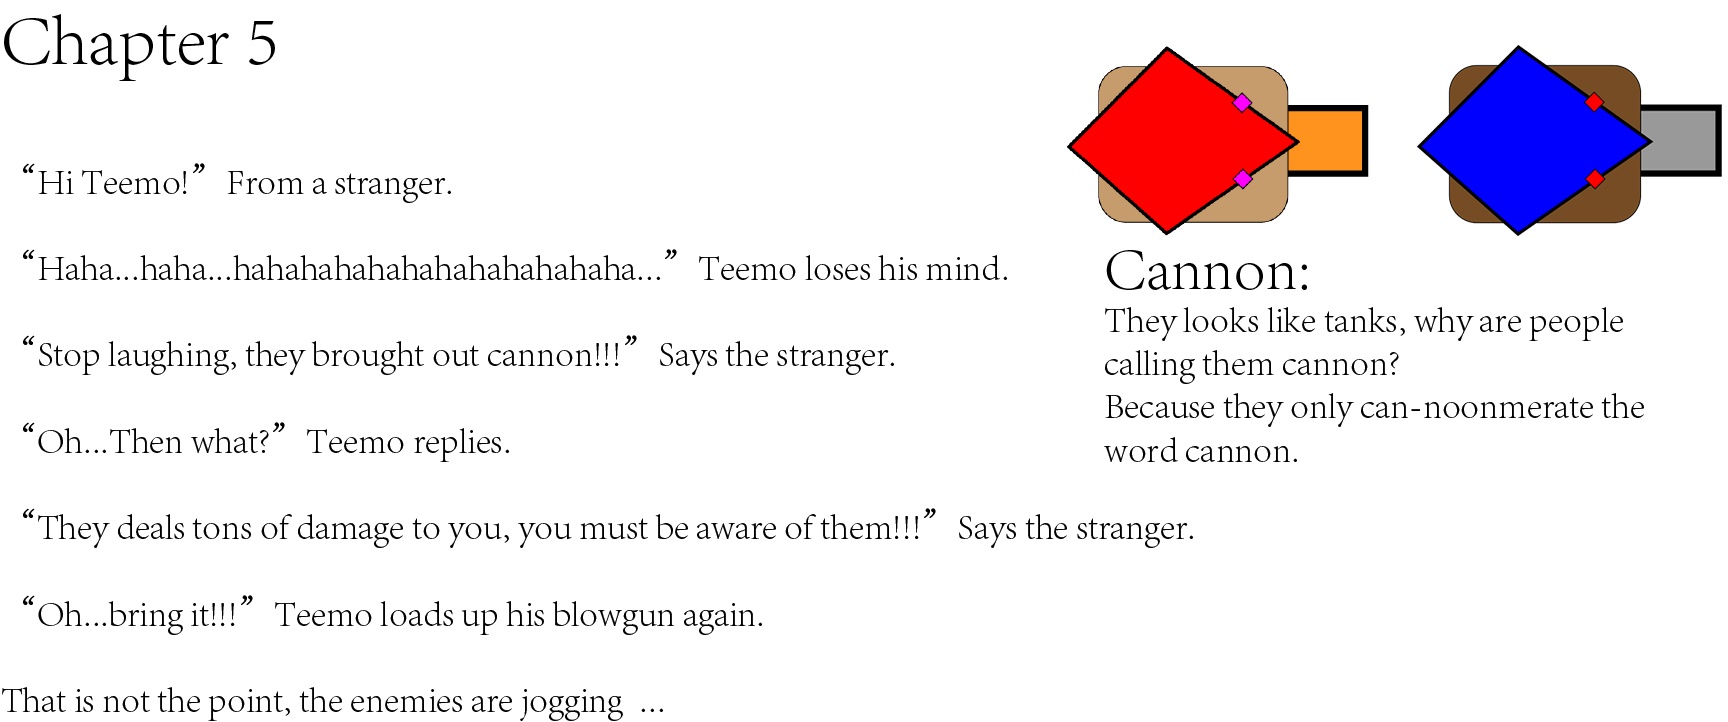 Chapter 5
“Hi Teemo!” From a stranger.
“Haha...haha...hahahahahahahahahahahaha...” Teemo loses his mind.
“Stop laughing, they brought out cannon!!!” Says the stranger.
“Oh...Then what?” Teemo replies.
“They deals tons of damage to you, you must be aware of them!!!” Says the stranger.
“Oh...bring it!!!” Teemo loads up his blowgun again.
That is not the point, the enemies are jogging ...
Cannon:
They looks like tanks, why are people
calling them cannon?
Because they only can-noonmerate the
word cannon.